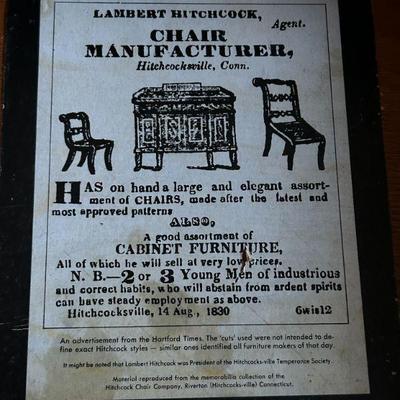 LAMBERT HITCHCOCK,
Agent.
CHAIR
MANUFACTURER,
Hitchcocksville, Conn.
HAS on hand a large and elegant assort-
ment of CHAIRS, made after the latest and
most approved patterns
ALSO,
A good assortment of
CABINET FURNITURE,
All of which he will sell at very low prices.
N. B.—2 or 3 Young Men of industrious
and correct habits, who will abstain from ardent spirits
can have steady employment as above.
Hitchcocksville, 14 Aug., 1830 6wis12
An advertisement from the Hartford Times. The 'cuts' used were not intended to de-
fine exact Hitchcock styles — similar ones identified all furniture makers of that day.
It might be noted that Lambert Hitchcock was President of the Hitchcocks-ville Temperance Society.
Material reproduced from the memorabilia collection of the
Hitchcock Chair Company, Riverton (Hitchcocks-ville) Connecticut.